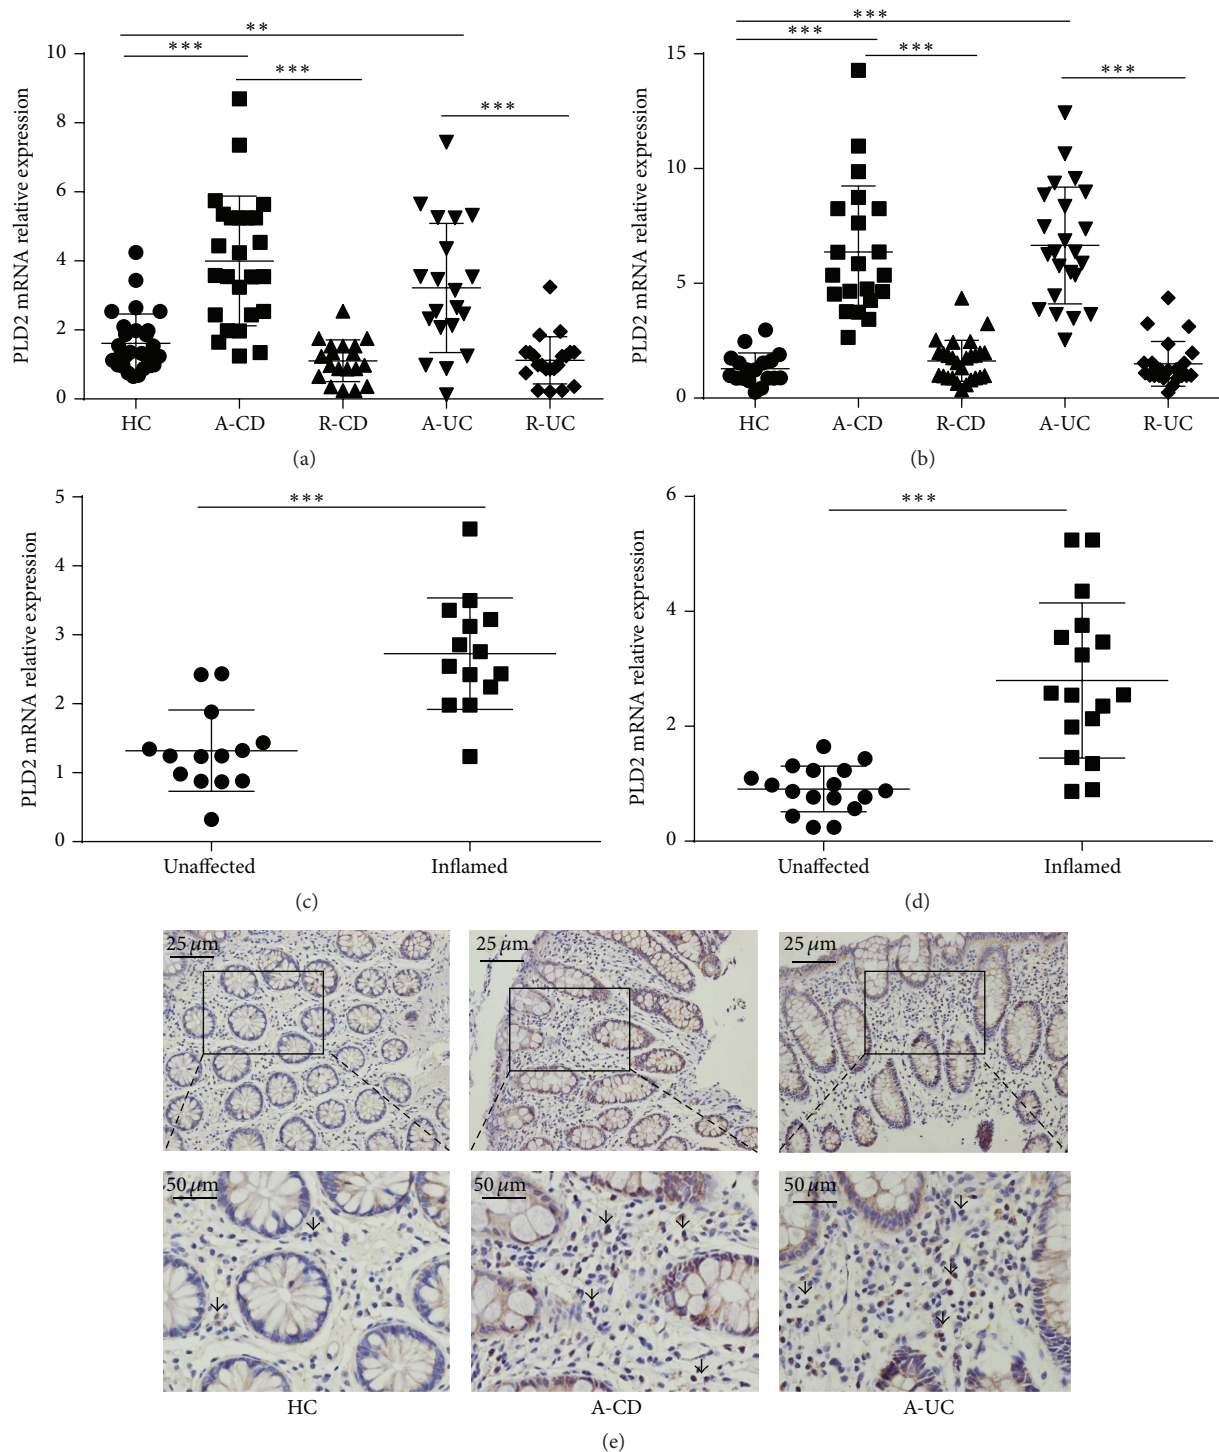 ** ***
*** ***
10 *** 15 ***
*** ***
***
8
6 10
4
5
2
0 0
PLD2 mRNA relative expression
PLD2 mRNA relative expression
HC A-CD R-CD A-UC R-UC HC A-CD R-CD A-UC R-UC
(a) (b)
5 *** 6 ***
4
4
3
2
2
1
0 0
PLD2 mRNA relative expression
PLD2 mRNA relative expression
Unaffected Inflamed Unaffected Inflamed
(c) (d)
25 μm 25 μm 25 μm
50 μm 50 μm 50 μm
HC A-CD A-UC
(e)